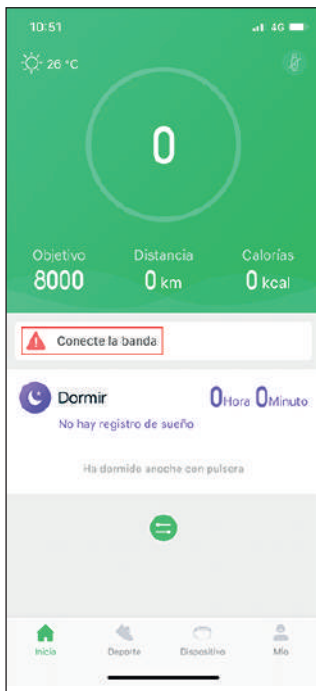 10:51 4G
26 °C
0
Objetivo Distancia Calorías
8000 0 km 0 kcal
Conecte la banda
Dormir 0Hora 0Minuto
No hay registro de sueño
Ha dormido anoche con pulsera
Inicio Deporte Dispositivo Mío